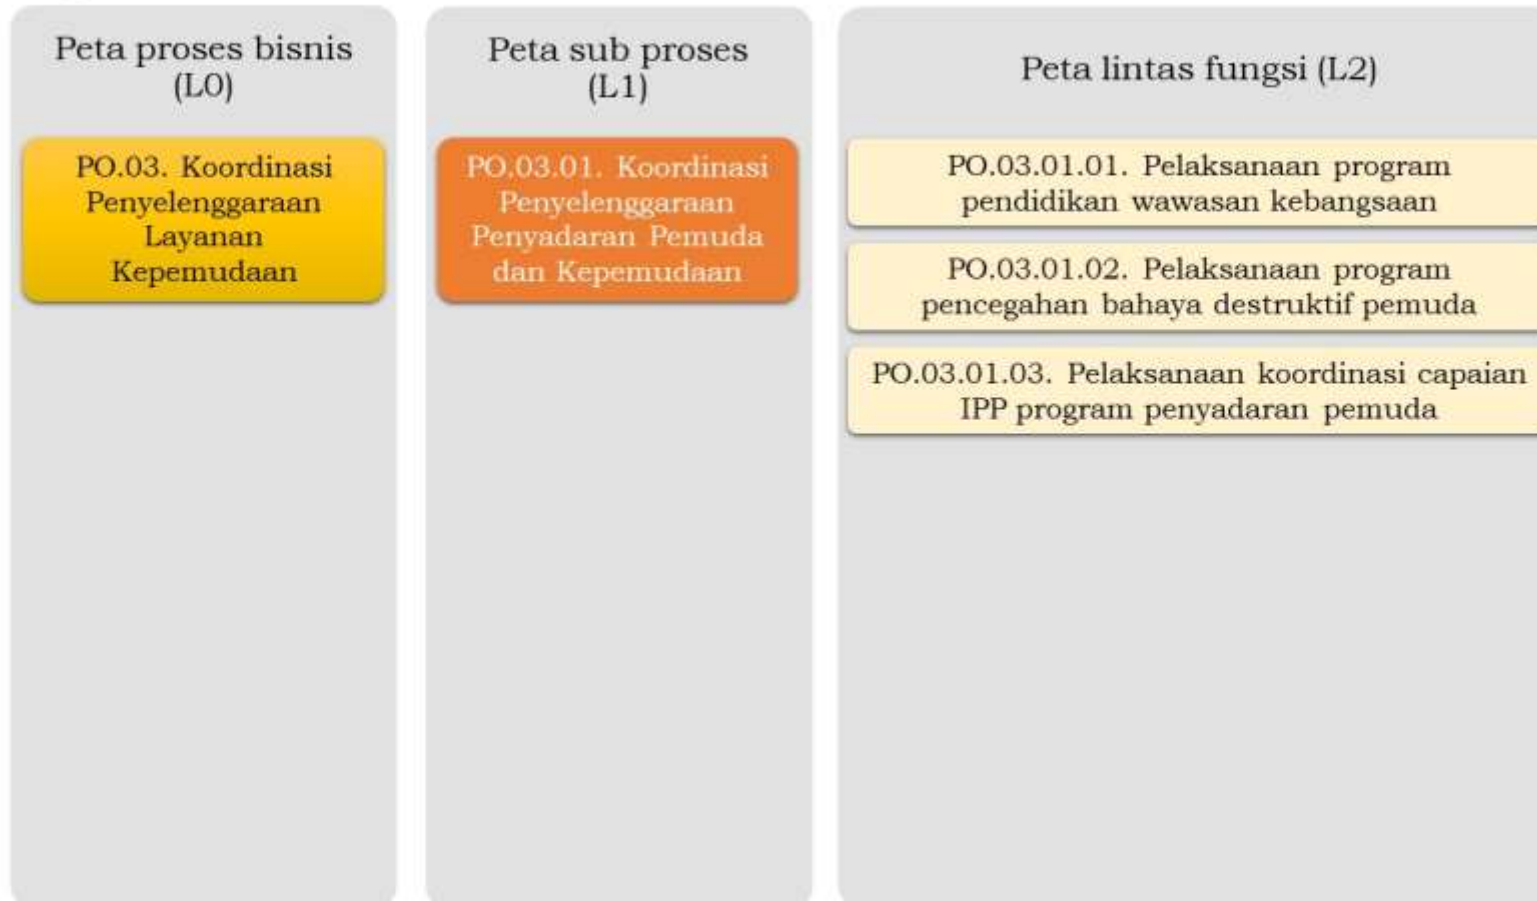 Peta proses bisnis
(L0)
PO.03. Koordinasi
Penyelenggaraan
Layanan
Kepemudaan
Peta sub proses
(L1)
PO.03.01. Koordinasi
Penyelenggaraan
Penyadaran Pemuda
dan Kepemudaan
Peta lintas fungsi (L2)
PO.03.01.01. Pelaksanaan program
pendidikan wawasan kebangsaan
PO.03.01.02. Pelaksanaan program
pencegahan bahaya destruktif pemuda
PO.03.01.03. Pelaksanaan koordinasi capaian
IPP program penyadaran pemuda